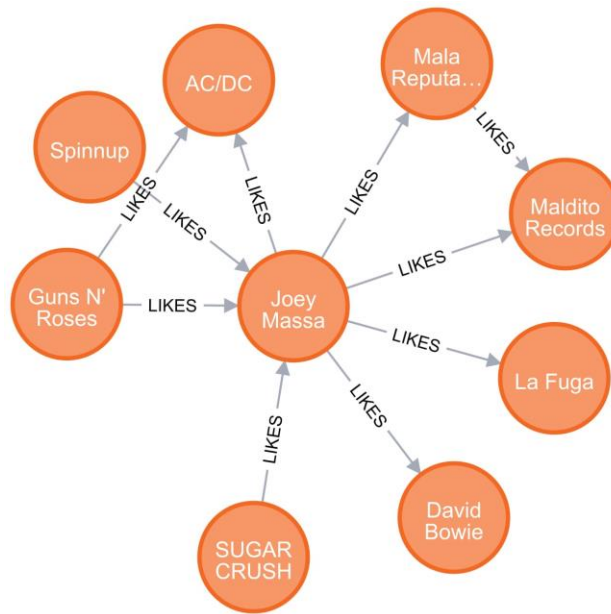 AC/DC
Mala
Reputa…
Spinnup
LIKES
LIKES
LIKES
LIKES
LIKES
Maldito
Records
LIKES
Guns N'
Roses
LIKES
Joey
Massa
LIKES
La Fuga
LIKES
LIKES
David
Bowie
SUGAR
CRUSH